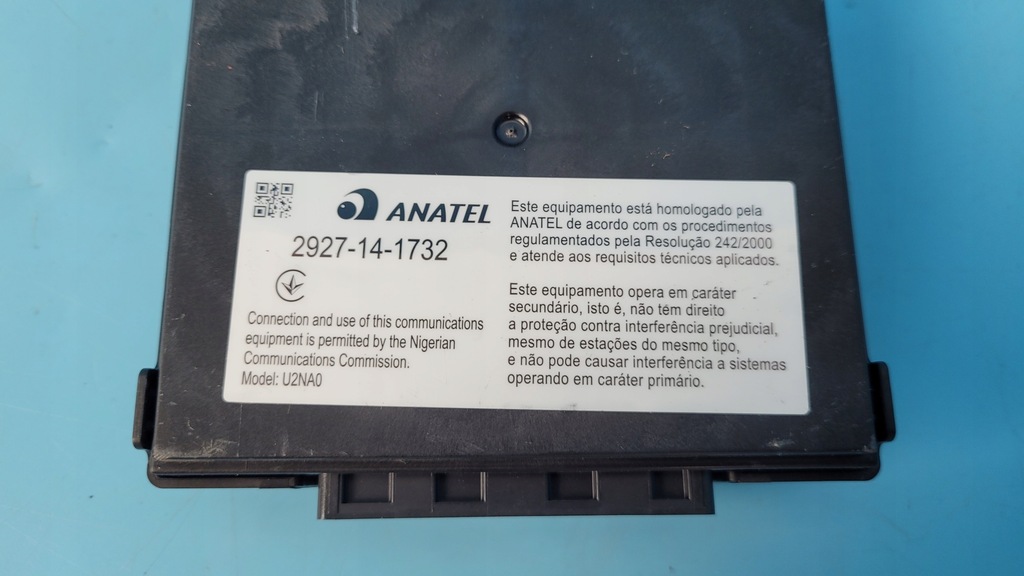 ANATEL
2927-14-1732
Connection and use of this communications
equipment is permitted by the Nigerian
Communications Commission.
Model: U2NA0
Este equipamento está homologado pela
ANATEL de acordo com os procedimentos
regulamentados pela Resolução 242/2000
e atende aos requisitos técnicos aplicados.
Este equipamento opera em caráter
secundário, isto é, não tem direito
a proteção contra interferência prejudicial,
mesmo de estações do mesmo tipo,
e não pode causar interferência a sistemas
operando em caráter primário.